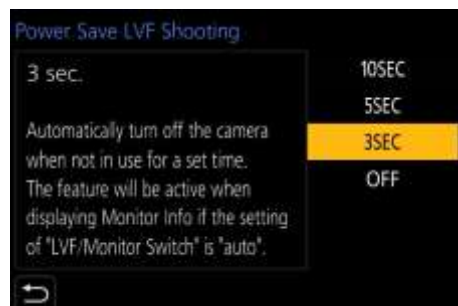 Power Save LVF Shooting
3 sec.
Automatically turn off the camera
when not in use for a set time.
The feature will be active when
displaying Monitor Info if the setting
of "LVF/Monitor Switch" is "auto".
10SEC
5SEC
3SEC
OFF